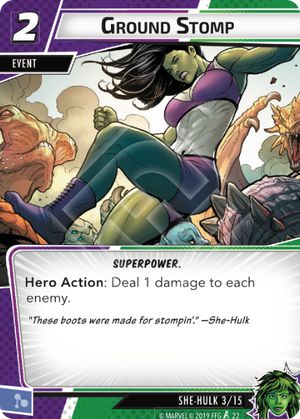 2
GROUND STOMP
EVENT
SUPERPOWER.
Hero Action: Deal 1 damage to each
enemy.
"These boots were made for stompin'." —She-Hulk
SHE-HULK 3/15
© MARVEL © 2019 FFG A 22